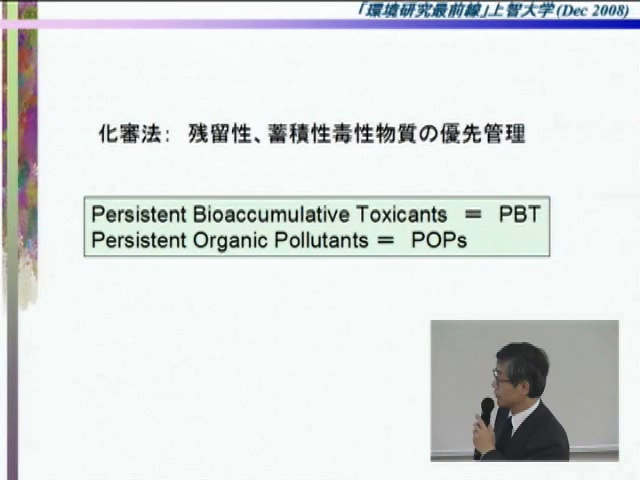 「環境研究最前線」上智大学(Dec 2008)
化審法： 残留性、蓄積性毒性物質の優先管理
Persistent Bioaccumulative Toxicants ＝ PBT
Persistent Organic Pollutants ＝ POPs